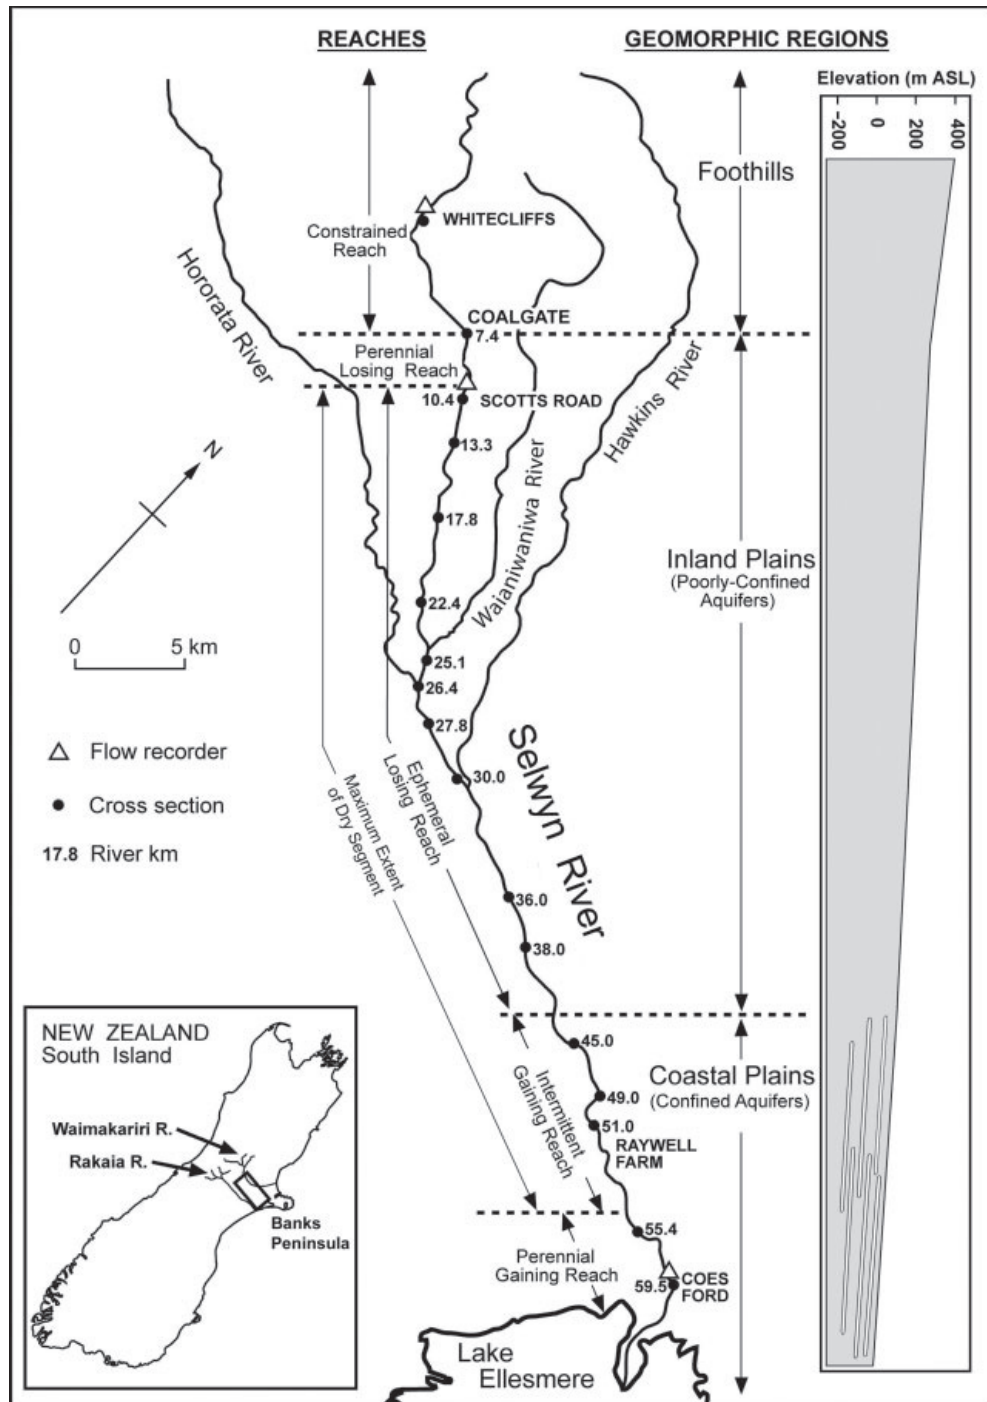 REACHES
GEOMORPHIC REGIONS
Elevation (m ASL)
-200
0
200
400
Foothills
WHITECLIFFS
Constrained
Reach
Hororata River
COALGATE
7.4
Perennial
Losing Reach
10.4
SCOTTS ROAD
Hawkins River
13.3
N
17.8
Waianiwaniwa River
Inland Plains
(Poorly-Confined
Aquifers)
22.4
0
5 km
25.1
26.4
27.8
Selwyn River
Flow recorder
30.0
Ephemeral
Losing Reach
Maximum Extent
of Dry Segment
Cross section
17.8 River km
36.0
38.0
NEW ZEALAND
South Island
45.0
Intermittent
Gaining Reach
Coastal Plains
(Confined Aquifers)
49.0
51.0
RAYWELL
FARM
Waimakariri R.
Rakaia R.
Banks
Peninsula
55.4
Perennial
Gaining Reach
59.5
COES
FORD
Lake
Ellesmere